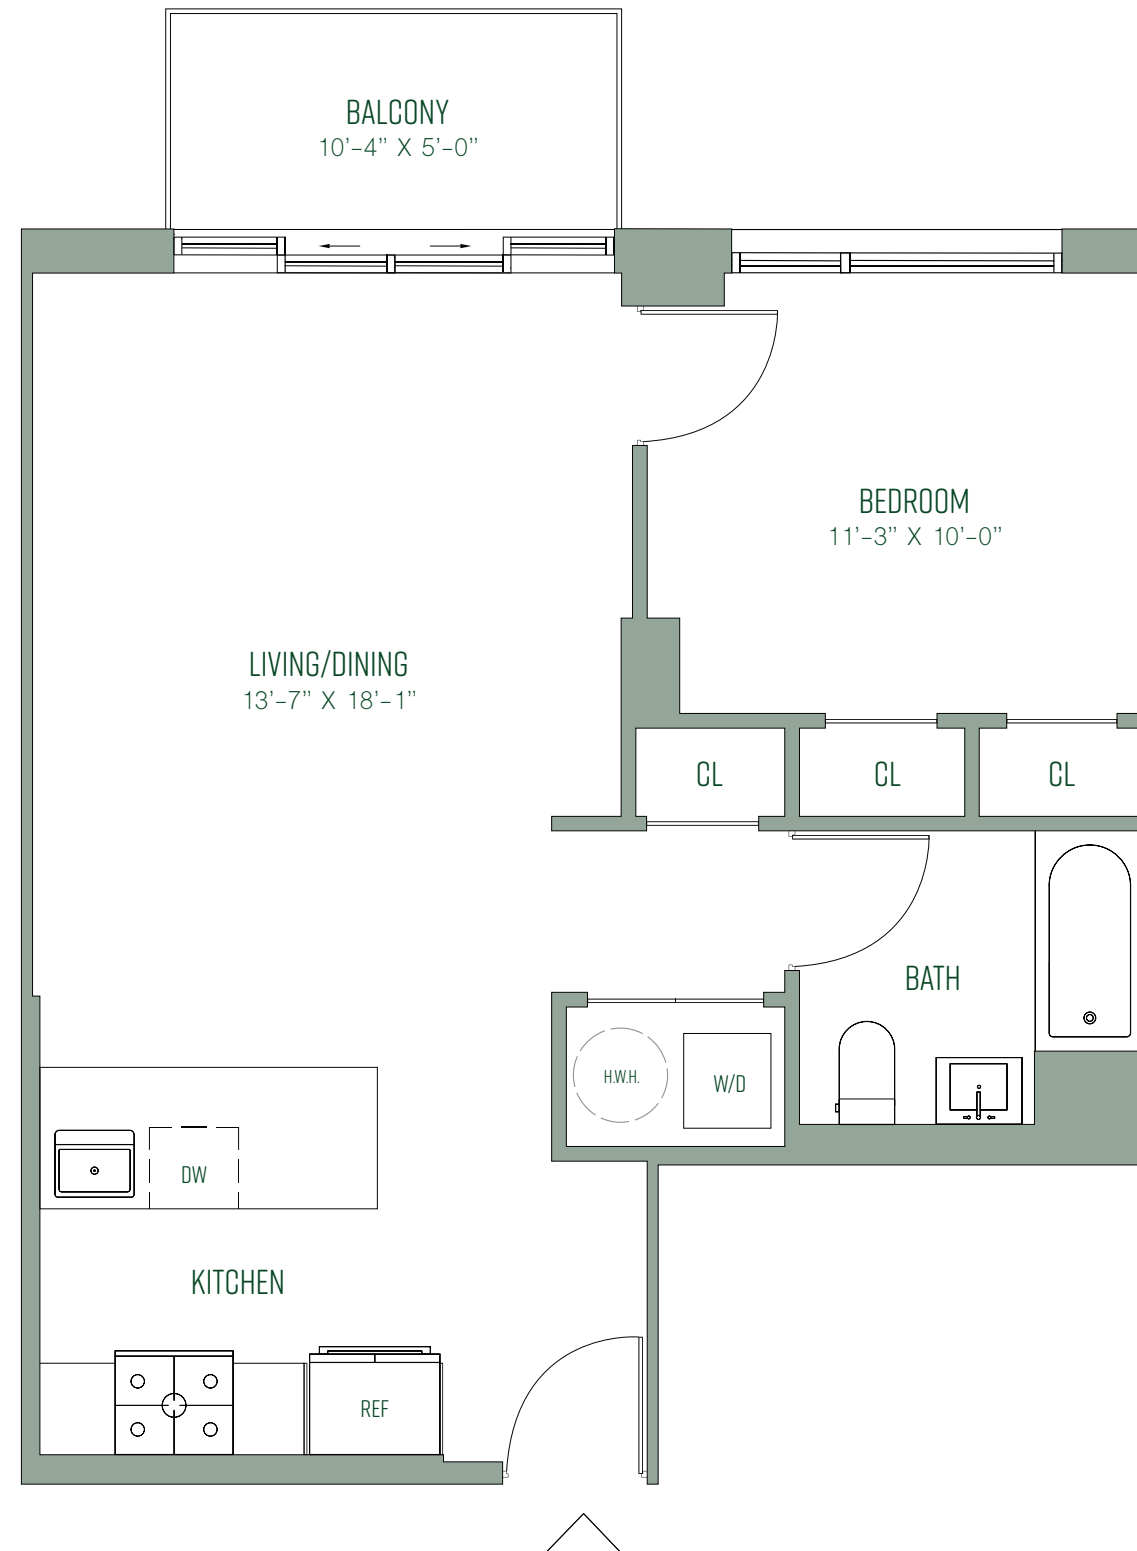 BALCONY
10’-4” X 5’-0”
BEDROOM
11’-3” X 10’-0”
LIVING/DINING
13’-7” X 18’-1”
CL
CL
CL
BATH
H.W.H.
W/D
DW
KITCHEN
REF